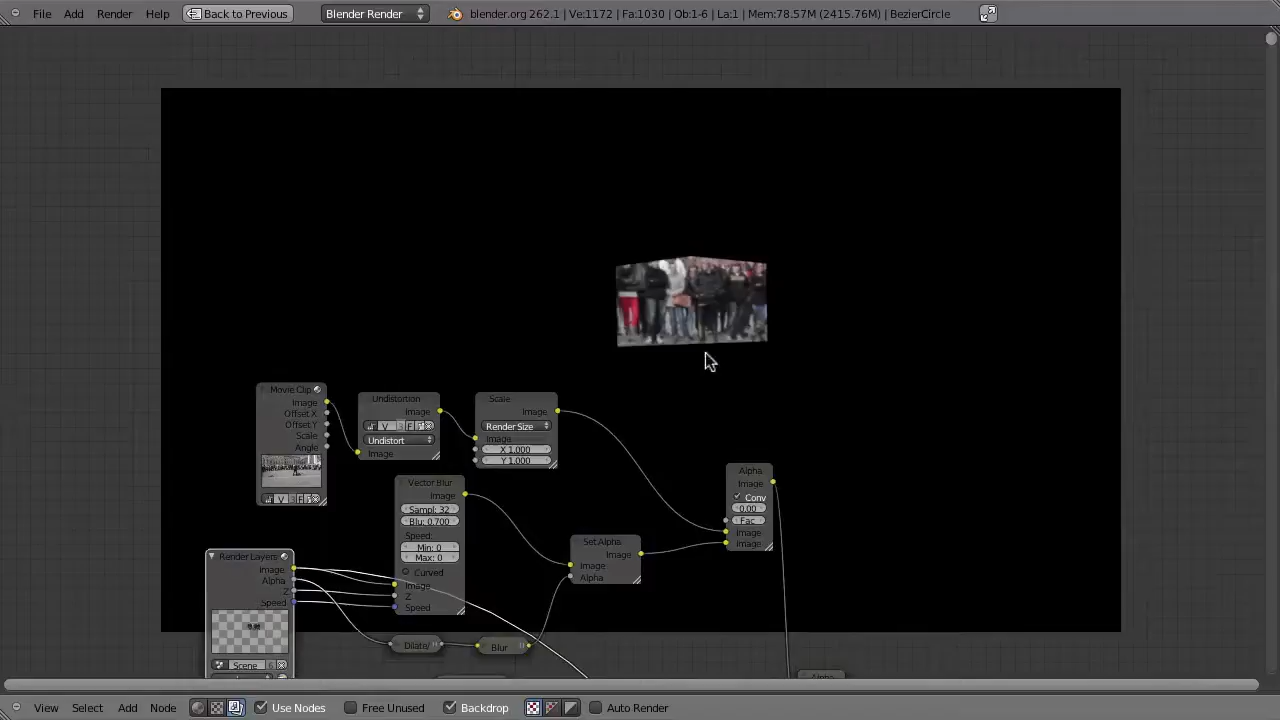 File Add Render Help Back to Previous Blender Render blender.org 262.1 | Ve:1172 | Fa:1030 | Ob:1-6 | La:1 | Mem:78.57M (2415.76M) | BezierCircle
Movie Clip
Image
Offset X
Offset Y
Scale
Angle
V
Undistortion
Image
V F
Undistort
Image
Scale
Image
Render Size
Image
X 1.000
Y 1.000
Vector Blur
Image
Sampl: 32
Blu: 0.700
Speed:
Min: 0
Max: 0
Curved
Image
Z
Speed
Alpha
Image
Conv
0.00
Fac
Image
Image
Set Alpha
Image
Image
Alpha
Render Layers
Image
Alpha
Z
Speed
Scene 6
Dilate/
Blur
Alpha
View Select Add Node Use Nodes Free Unused Backdrop Auto Render